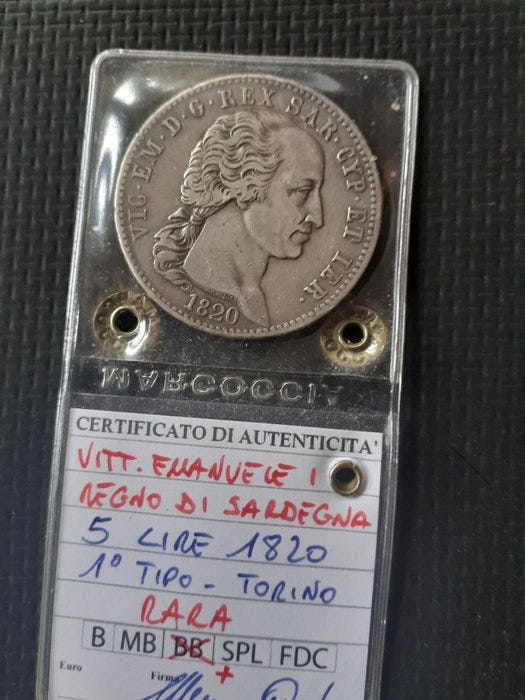 VIC · EM · D · G · REX SAR · CYP · ET IER ·
1820
MARCOCCIA
CERTIFICATO DI AUTENTICITA'
VITT. EMANUELE I
REGNO DI SARDEGNA
5 LIRE 1820
1° TIPO - TORINO
RARA
B MB BB SPL FDC
+
Euro
Firma